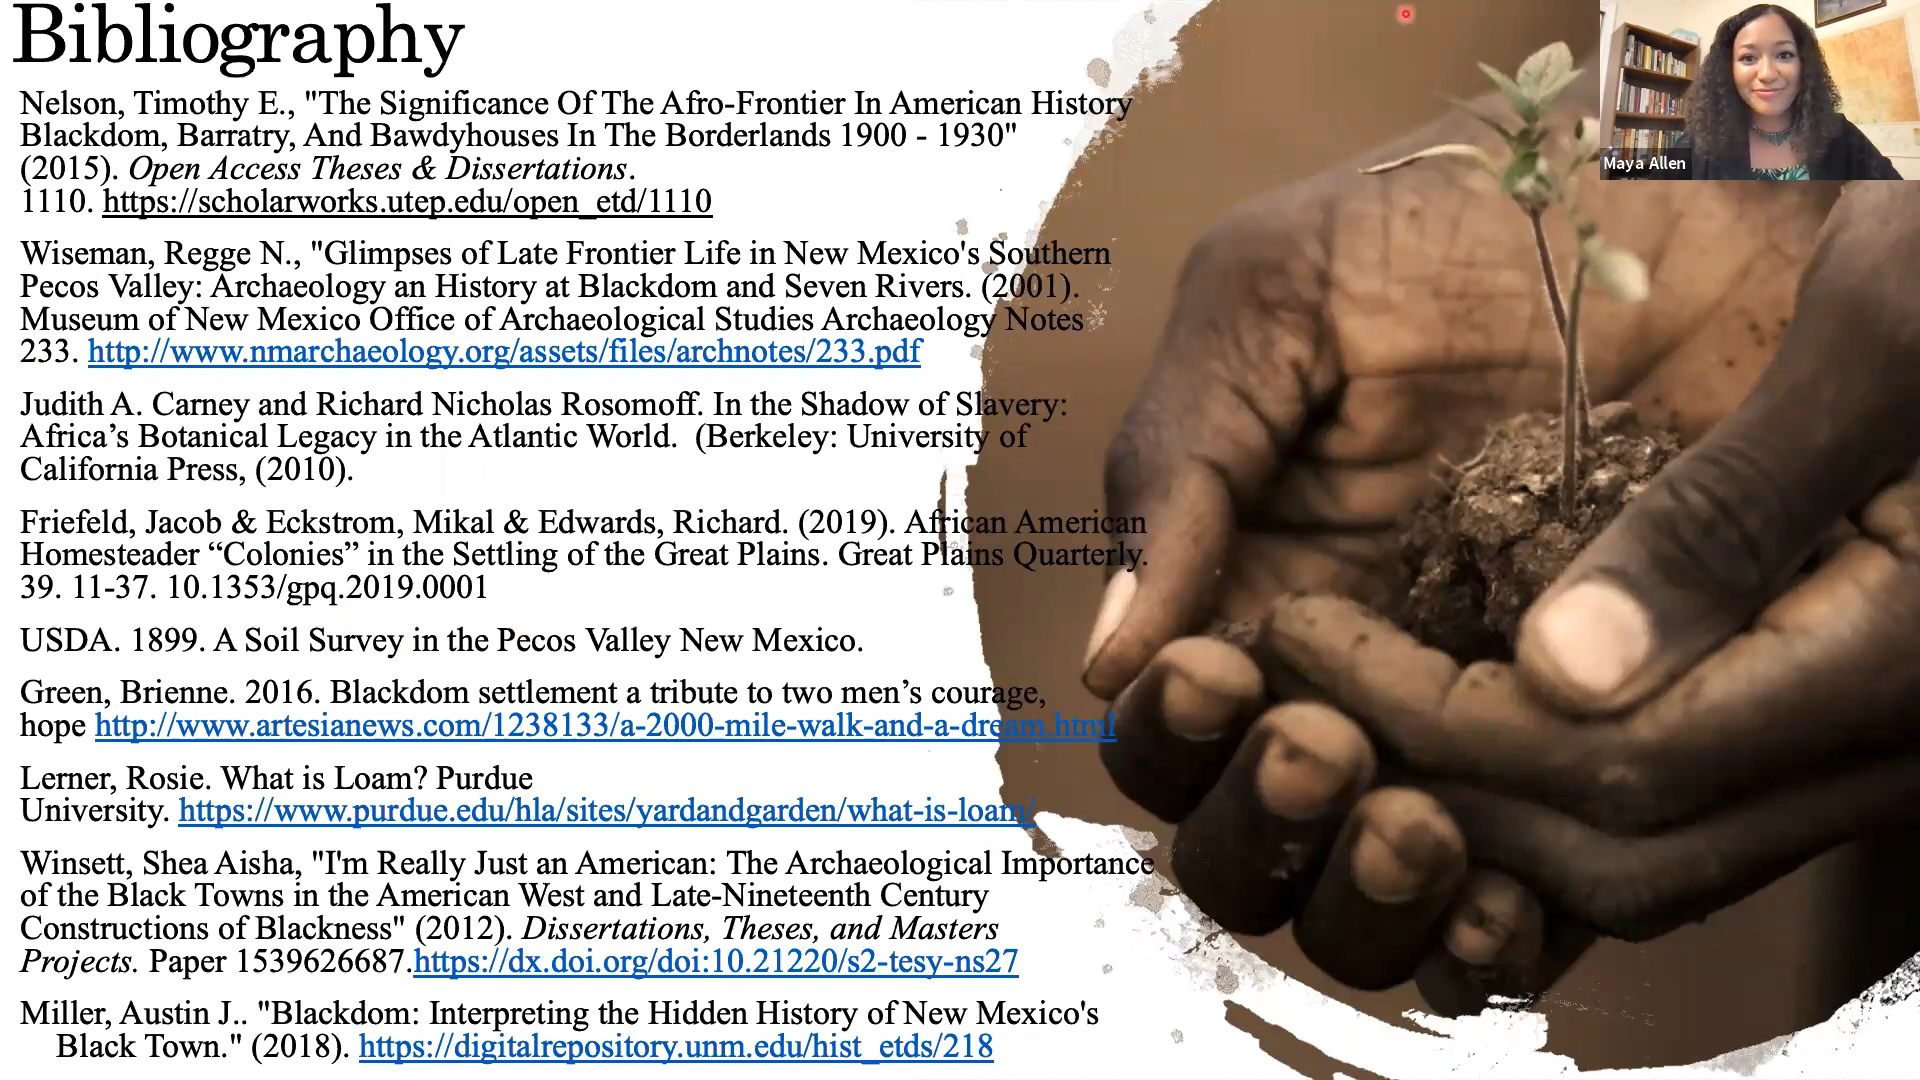 Bibliography
Nelson, Timothy E., "The Significance Of The Afro-Frontier In American History
Blackdom, Barratry, And Bawdyhouses In The Borderlands 1900 - 1930"
(2015). Open Access Theses & Dissertations.
1110. https://scholarworks.utep.edu/open_etd/1110
Wiseman, Regge N., "Glimpses of Late Frontier Life in New Mexico's Southern
Pecos Valley: Archaeology an History at Blackdom and Seven Rivers. (2001).
Museum of New Mexico Office of Archaeological Studies Archaeology Notes
233. http://www.nmarchaeology.org/assets/files/archnotes/233.pdf
Judith A. Carney and Richard Nicholas Rosomoff. In the Shadow of Slavery:
Africa’s Botanical Legacy in the Atlantic World.  (Berkeley: University of
California Press, (2010).
Friefeld, Jacob & Eckstrom, Mikal & Edwards, Richard. (2019). African American
Homesteader “Colonies” in the Settling of the Great Plains. Great Plains Quarterly.
39. 11-37. 10.1353/gpq.2019.0001
USDA. 1899. A Soil Survey in the Pecos Valley New Mexico.
Green, Brienne. 2016. Blackdom settlement a tribute to two men’s courage,
hope http://www.artesianews.com/1238133/a-2000-mile-walk-and-a-dream.html
Lerner, Rosie. What is Loam? Purdue
University. https://www.purdue.edu/hla/sites/yardandgarden/what-is-loam/
Winsett, Shea Aisha, "I'm Really Just an American: The Archaeological Importance
of the Black Towns in the American West and Late-Nineteenth Century
Constructions of Blackness" (2012). Dissertations, Theses, and Masters
Projects. Paper 1539626687.https://dx.doi.org/doi:10.21220/s2-tesy-ns27
Miller, Austin J.. "Blackdom: Interpreting the Hidden History of New Mexico's
Black Town." (2018). https://digitalrepository.unm.edu/hist_etds/218
Maya Allen